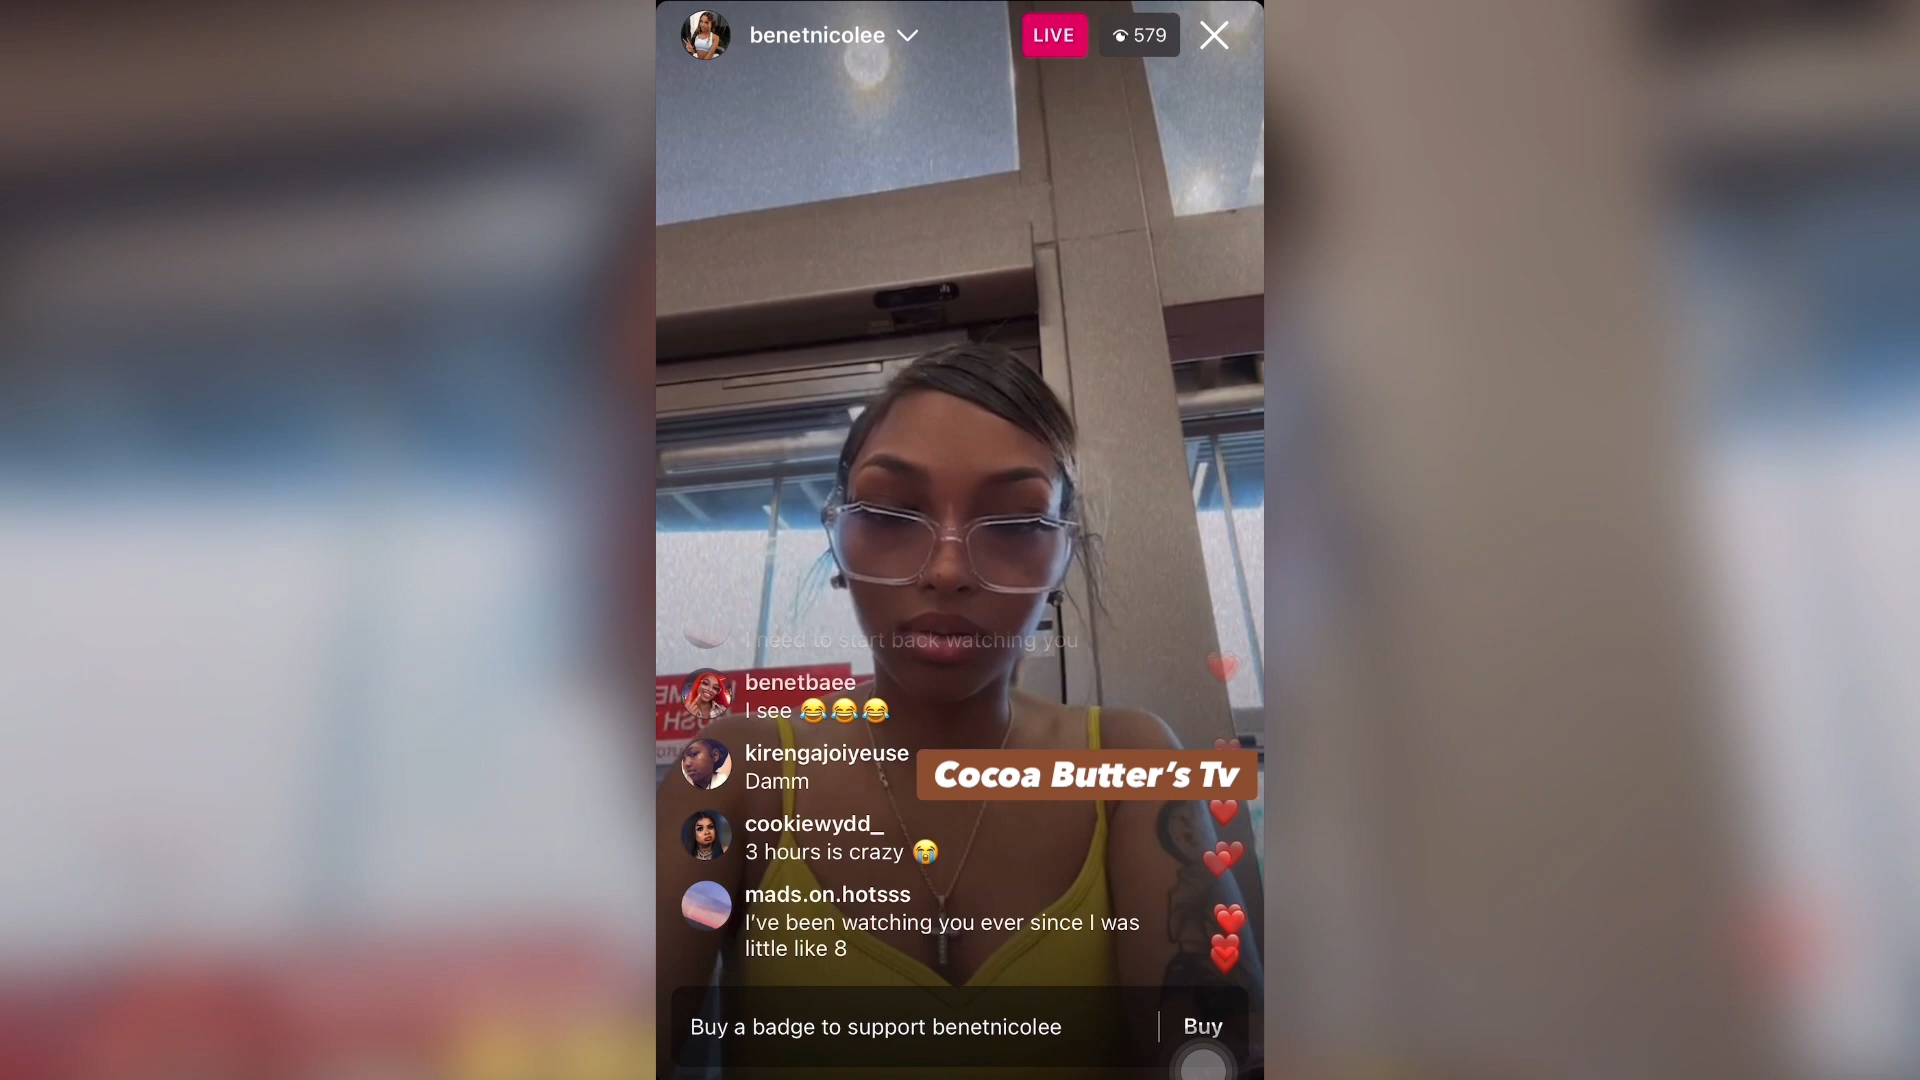 benetnicolee
LIVE
579
I need to start back watching you
benetbaee
I see 😂😂😂
kirengajoiyeuse
Damm
Cocoa Butter's Tv
cookiewydd_
3 hours is crazy 😭
mads.on.hotsss
I've been watching you ever since I was
little like 8
Buy a badge to support benetnicolee
Buy